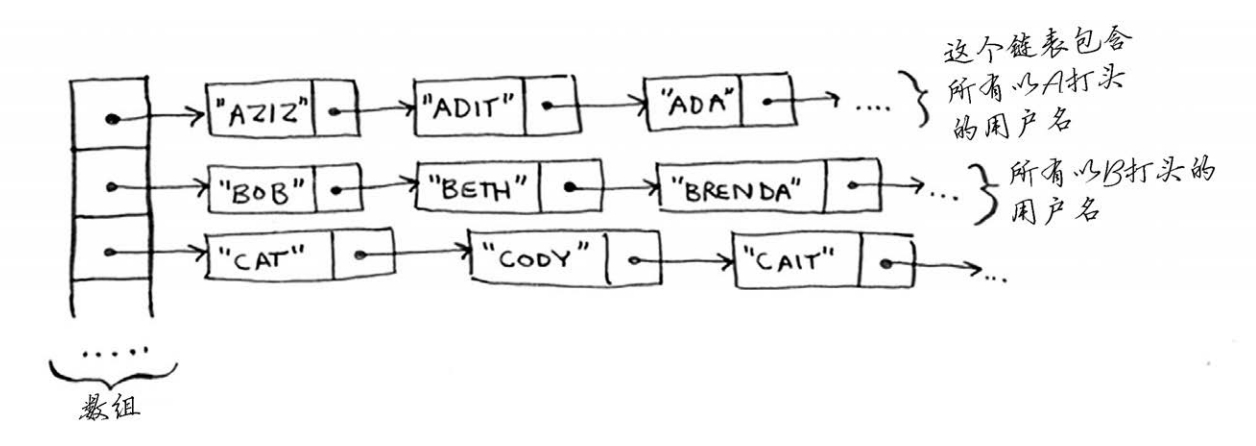 "AZIZ" "ADIT" "ADA" ....
这个链表包含
所有以A打头
的用户名
"BOB" "BETH" "BRENDA" ...
所有以B打头的
用户名
"CAT" "CODY" "CAIT" ...
.....
数组